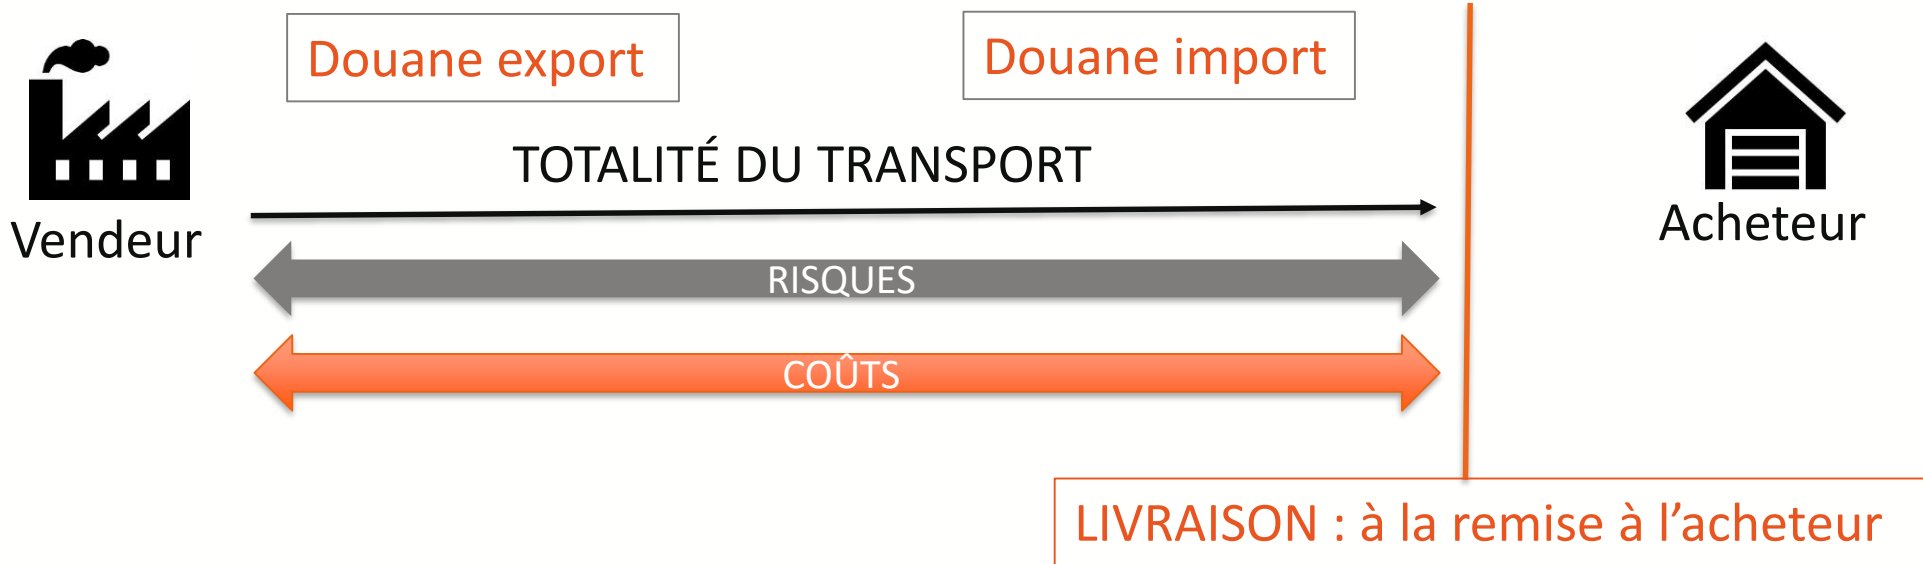 Douane export
Douane import
TOTALITÉ DU TRANSPORT
Vendeur
Acheteur
RISQUES
COÛTS
LIVRAISON : à la remise à l’acheteur